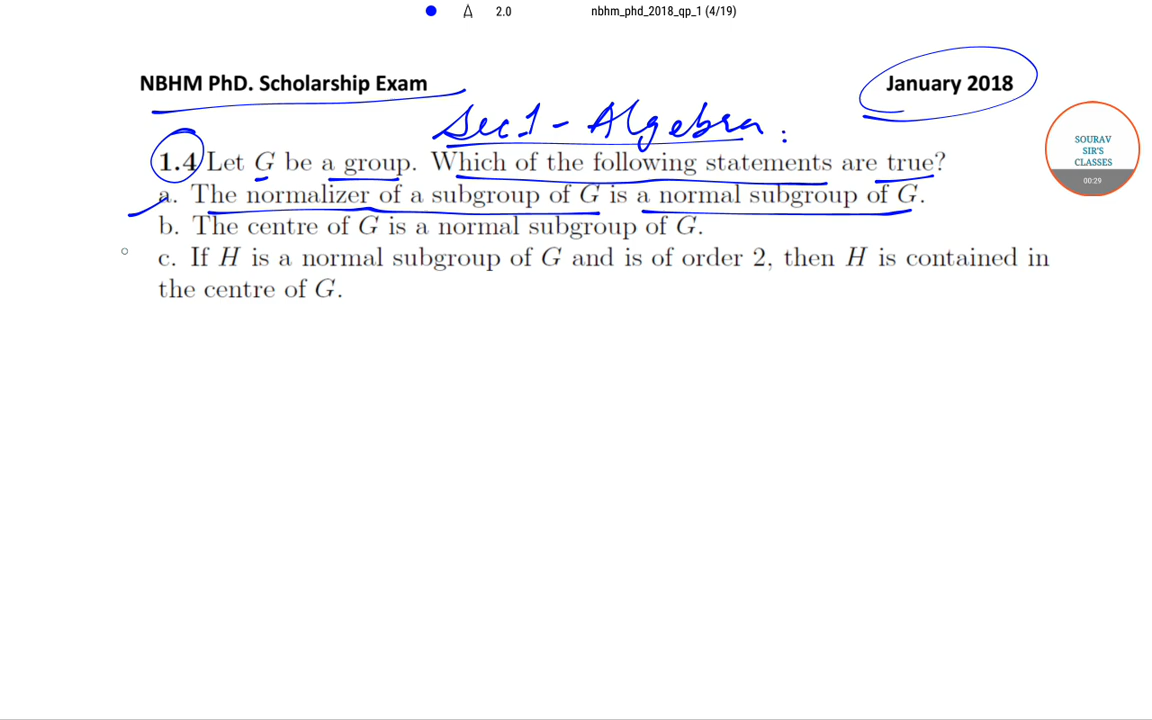 2.0 nbhm_phd_2018_qp_1 (4/19)
NBHM PhD. Scholarship Exam January 2018
Sec 1 - Algebra :
SOURAV
SIR'S
CLASSES
00:29
1.4 Let G be a group. Which of the following statements are true?
a. The normalizer of a subgroup of G is a normal subgroup of G.
b. The centre of G is a normal subgroup of G.
c. If H is a normal subgroup of G and is of order 2, then H is contained in
the centre of G.